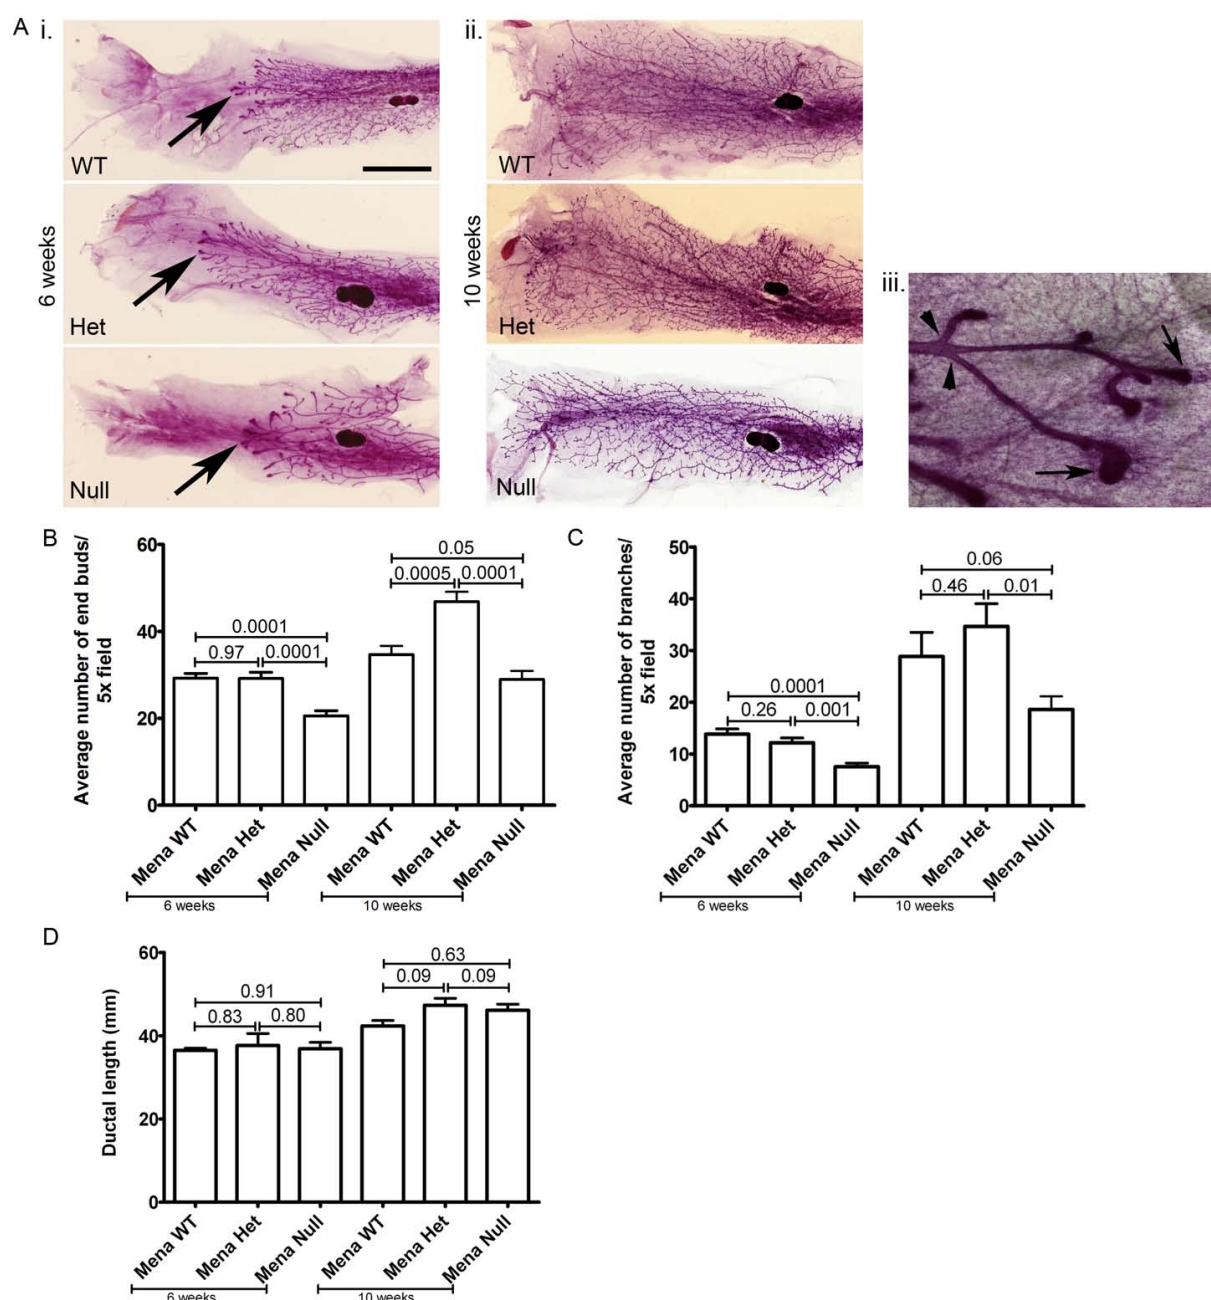 A i. ii.
WT
WT
6 weeks
10 weeks
Het
Het
iii.
Null
Null
B
Average number of end buds/
5x field
60
40
20
0
0.0001
0.97 0.0001
0.05
0.0005 0.0001
Mena WT
Mena Het
Mena Null
Mena WT
Mena Het
Mena Null
6 weeks
10 weeks
C
Average number of branches/
5x field
50
40
30
20
10
0
0.0001
0.26 0.001
0.06
0.46 0.01
Mena WT
Mena Het
Mena Null
Mena WT
Mena Het
Mena Null
6 weeks
10 weeks
D
Ductal length (mm)
60
40
20
0
0.91
0.83 0.80
0.63
0.09 0.09
Mena WT
Mena Het
Mena Null
Mena WT
Mena Het
Mena Null
6 weeks
10 weeks